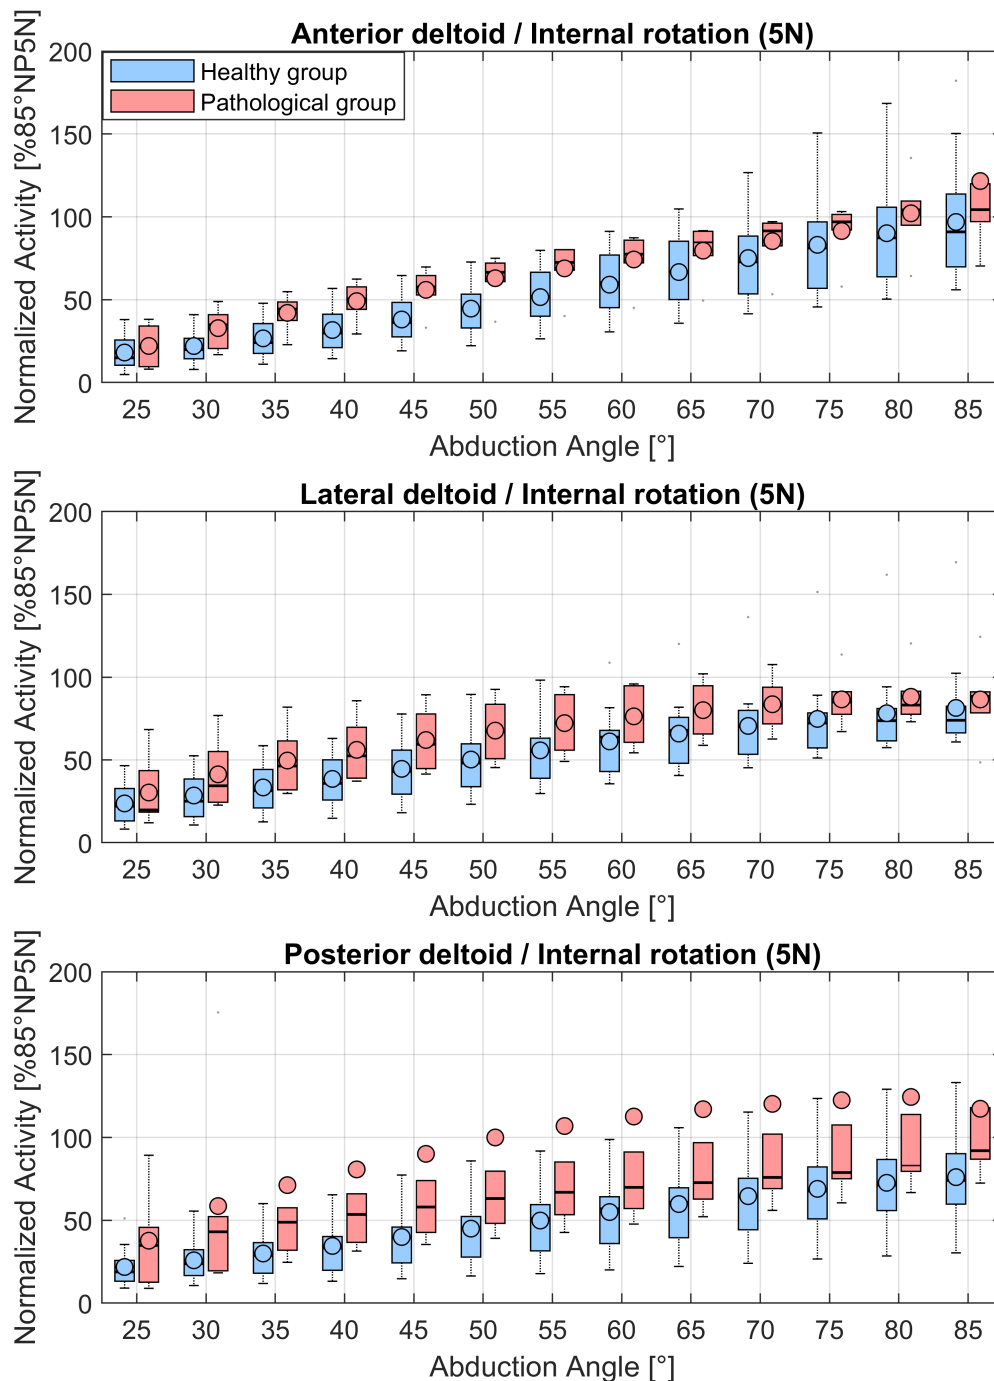 Anterior deltoid / Internal rotation (5N)
Normalized Activity [%85°NP5N]
200
150
100
50
0
Healthy group
Pathological group
25 30 35 40 45 50 55 60 65 70 75 80 85
Abduction Angle [°]
Lateral deltoid / Internal rotation (5N)
Normalized Activity [%85°NP5N]
200
150
100
50
0
25 30 35 40 45 50 55 60 65 70 75 80 85
Abduction Angle [°]
Posterior deltoid / Internal rotation (5N)
Normalized Activity [%85°NP5N]
200
150
100
50
0
25 30 35 40 45 50 55 60 65 70 75 80 85
Abduction Angle [°]